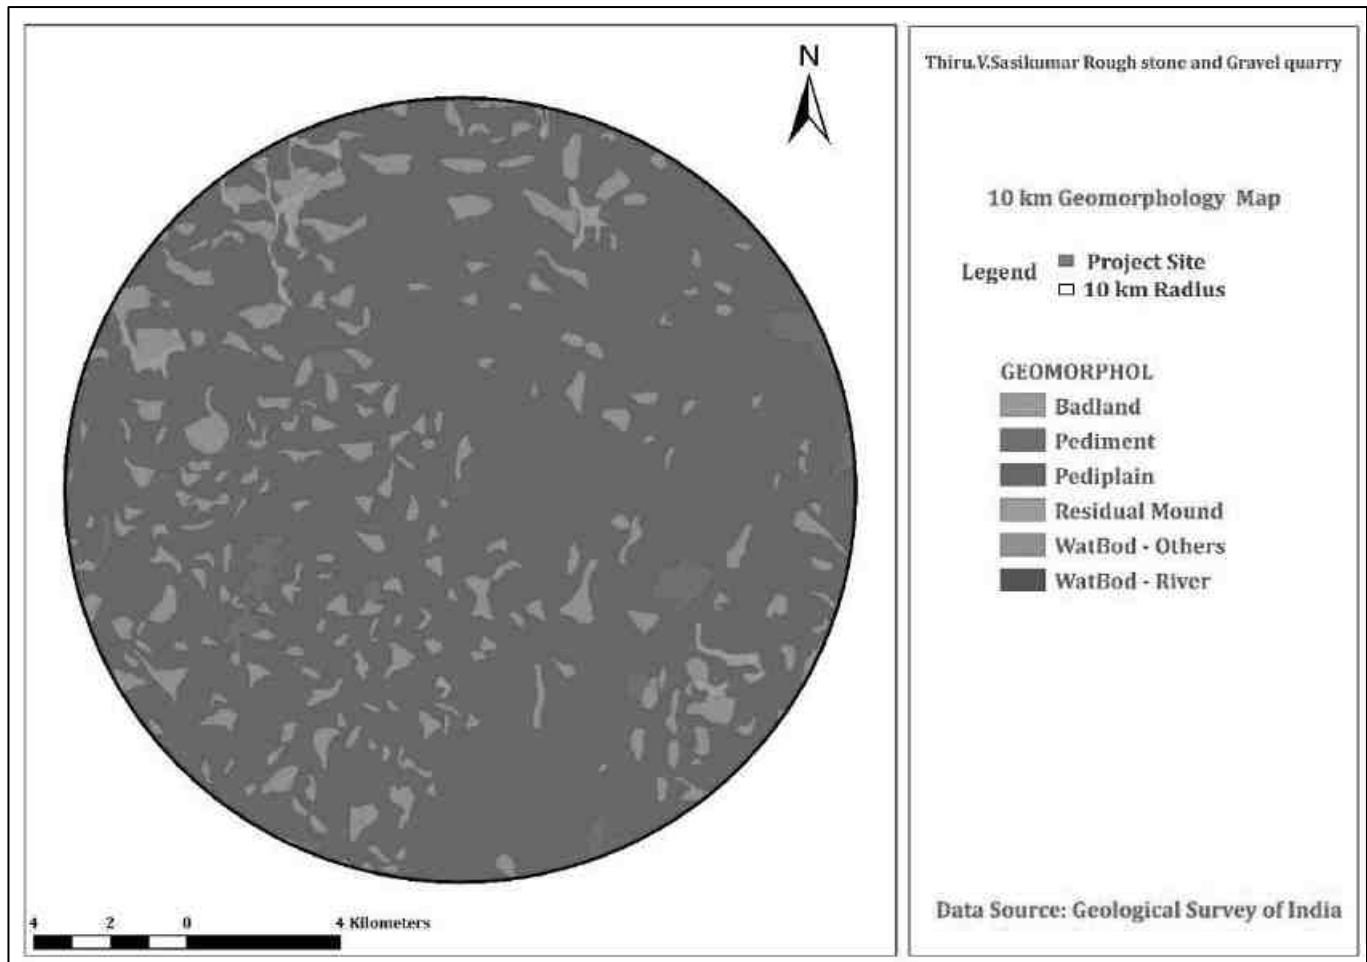 N
4 2 0 4 Kilometers
Thiru.V.Sasikumar Rough stone and Gravel quarry
10 km Geomorphology Map
Legend
Project Site
10 km Radius
GEOMORPHOL
Badland
Pediment
Pediplain
Residual Mound
WatBod - Others
WatBod - River
Data Source: Geological Survey of India